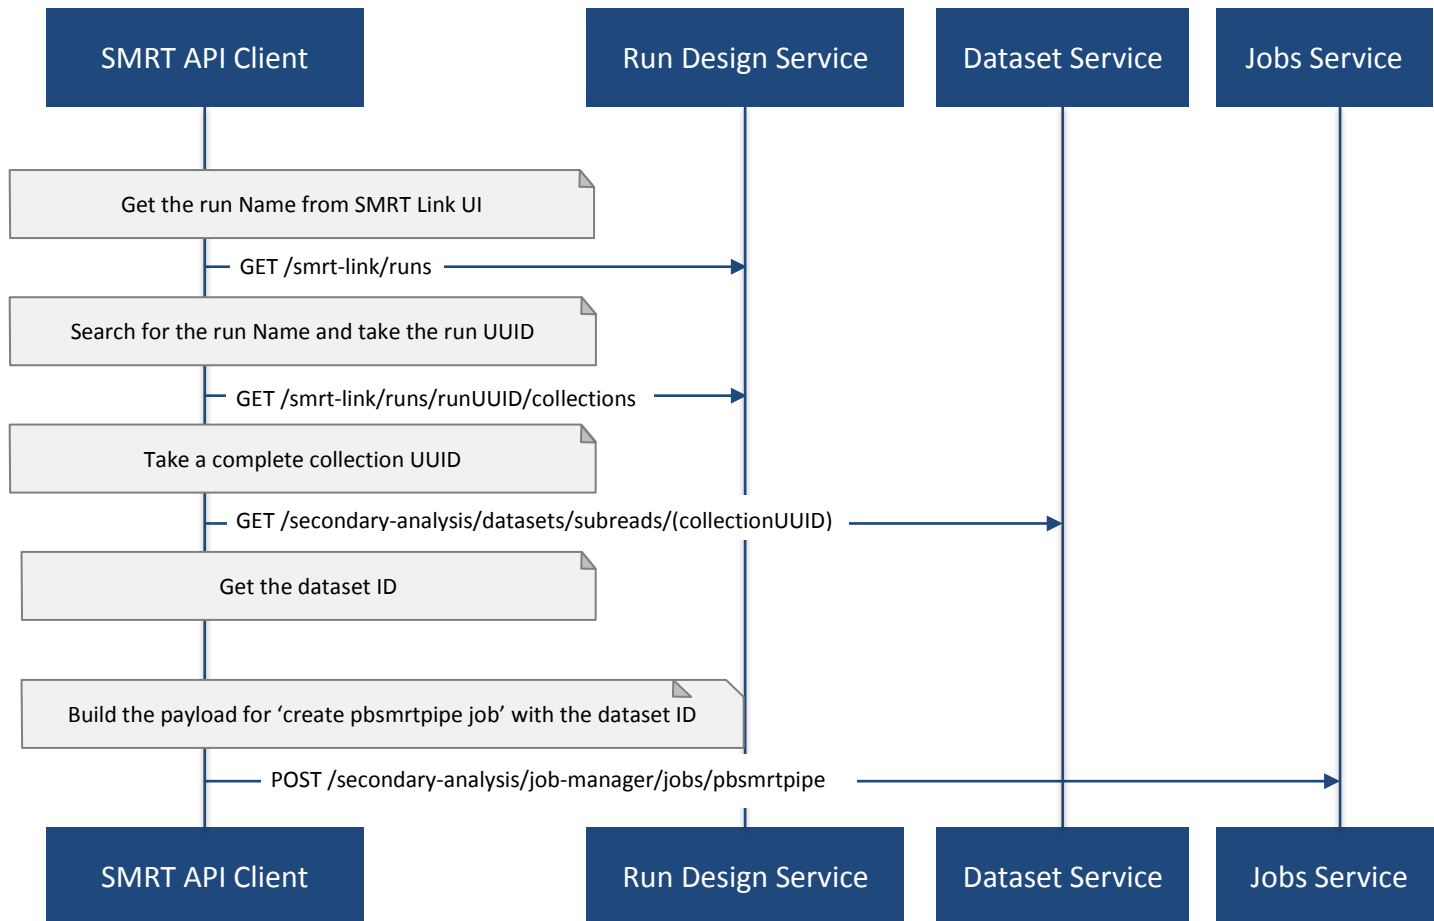 SMRT API Client
Run Design Service
Dataset Service
Jobs Service
Get the run Name from SMRT Link UI
GET /smrt-link/runs
Search for the run Name and take the run UUID
GET /smrt-link/runs/runUUID/collections
Take a complete collection UUID
GET /secondary-analysis/datasets/subreads/(collectionUUID)
Get the dataset ID
Build the payload for ‘create pbsmrtpipe job’ with the dataset ID
POST /secondary-analysis/job-manager/jobs/pbsmrtpipe
SMRT API Client
Run Design Service
Dataset Service
Jobs Service